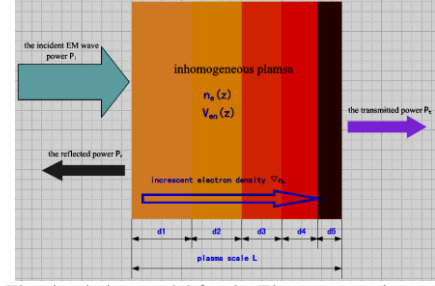 the incident EM wave
power Pi
inhomogeneous plamsa
ne(z)
Ven(z)
the transmitted power Pt
the reflected power Pr
increscent electron density ∇ne
d1 d2 d3 d4 d5
plasma scale L